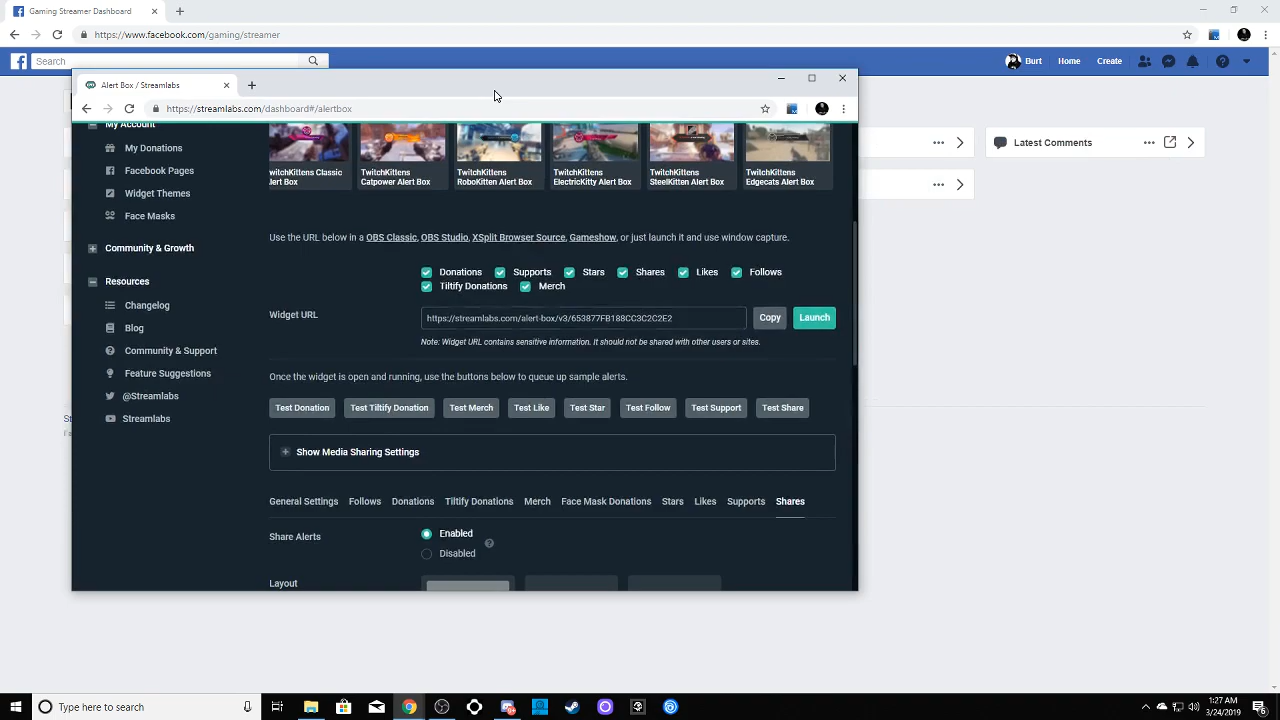 Gaming Streamer Dashboard
https://www.facebook.com/gaming/streamer
Search
Burt
Home
Create
Alert Box / Streamlabs
https://streamlabs.com/dashboard#/alertbox
My Account
My Donations
Facebook Pages
Widget Themes
Face Masks
Community & Growth
Resources
Changelog
Blog
Community & Support
Feature Suggestions
@Streamlabs
Streamlabs
witchKittens Classic
lert Box
TwitchKittens
Catpower Alert Box
TwitchKittens
RoboKitten Alert Box
TwitchKittens
ElectricKitty Alert Box
TwitchKittens
SteelKitten Alert Box
TwitchKittens
Edgecats Alert Box
Use the URL below in a OBS Classic, OBS Studio, XSplit Browser Source, Gameshow, or just launch it and use window capture.
Donations Supports Stars Shares Likes Follows
Tiltify Donations Merch
Widget URL
https://streamlabs.com/alert-box/v3/653877FB188CC3C2C2E2
Copy
Launch
Note: Widget URL contains sensitive information. It should not be shared with other users or sites.
Once the widget is open and running, use the buttons below to queue up sample alerts.
Test Donation Test Tiltify Donation Test Merch Test Like Test Star Test Follow Test Support Test Share
Show Media Sharing Settings
General Settings Follows Donations Tiltify Donations Merch Face Mask Donations Stars Likes Supports Shares
Share Alerts
Enabled
Disabled
Layout
Latest Comments
St
Type here to search
1:27 AM
3/24/2019
6